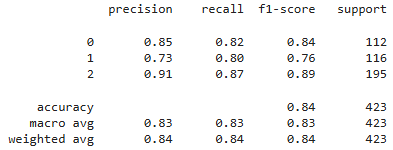 precision recall f1-score support
0 0.85 0.82 0.84 112
1 0.73 0.80 0.76 116
2 0.91 0.87 0.89 195
accuracy 0.84 423
macro avg 0.83 0.83 0.83 423
weighted avg 0.84 0.84 0.84 423